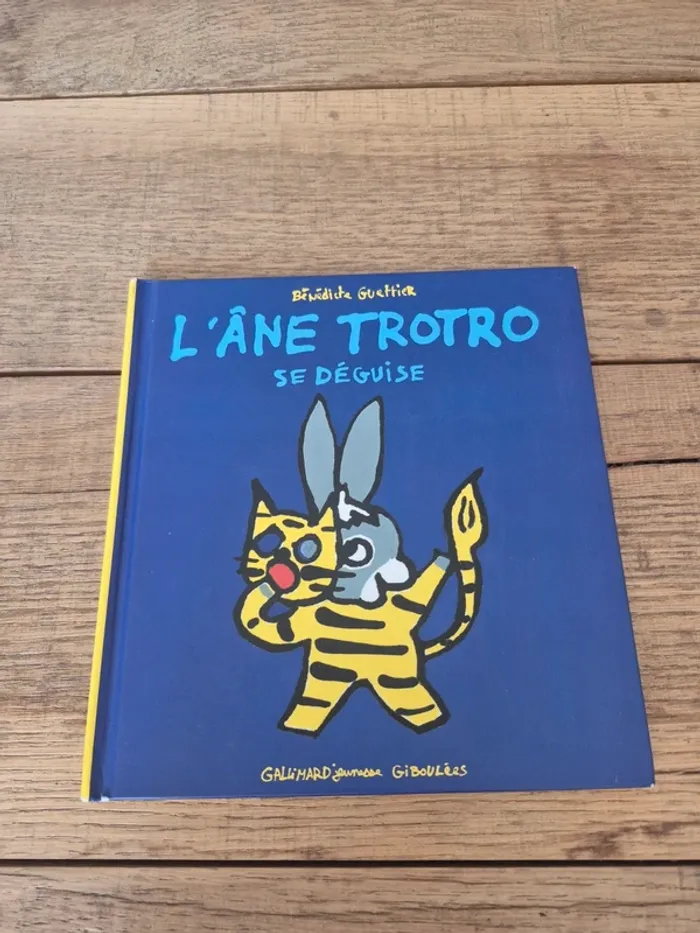 Bénédicte Guettier
L'ÂNE TROTRO
SE DÉGUISE
GALLIMARD jeunesse GIBOULÉES